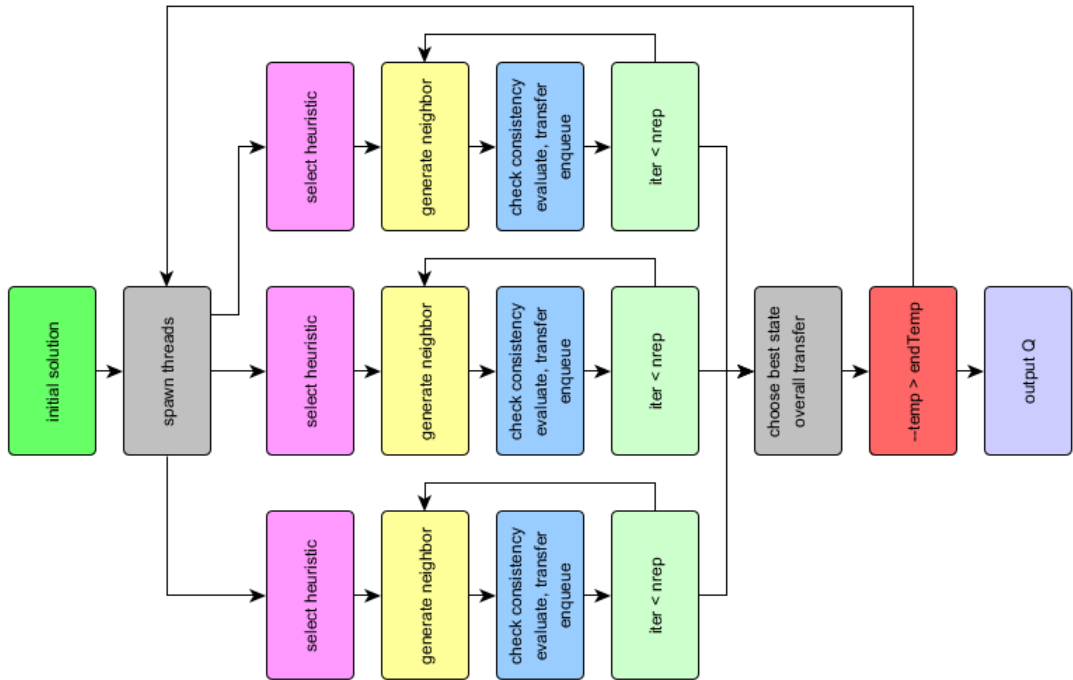 initial solution
spawn threads
select heuristic
generate neighbor
check consistency
evaluate, transfer
enqueue
iter < nrep
select heuristic
generate neighbor
check consistency
evaluate, transfer
enqueue
iter < nrep
select heuristic
generate neighbor
check consistency
evaluate, transfer
enqueue
iter < nrep
choose best state
overall transfer
--temp > endTemp
output Q